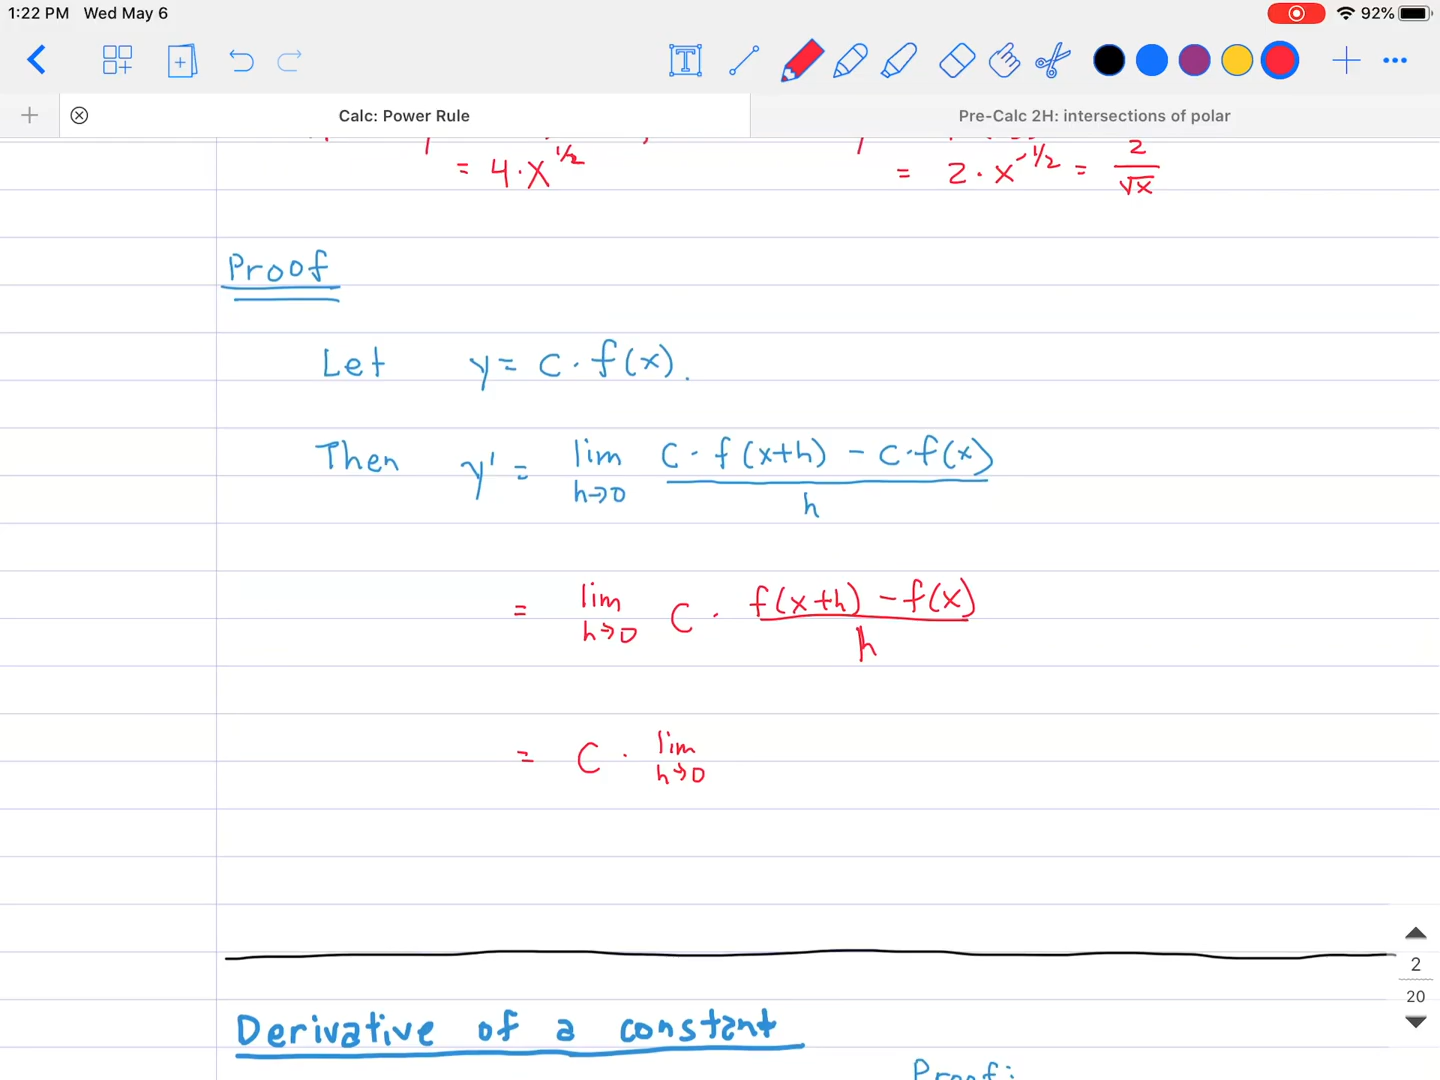 1:22 PM Wed May 6 92%
Calc: Power Rule Pre-Calc 2H: intersections of polar
= 4·x^1/2 = 2·x^-1/2 = 2/√x
Proof
Let y = c·f(x).
Then y' = lim h→0 (c·f(x+h) - c·f(x))/h
= lim h→0 c·(f(x+h) - f(x))/h
= c·lim h→0
2
20
Derivative of a constant
Proof: